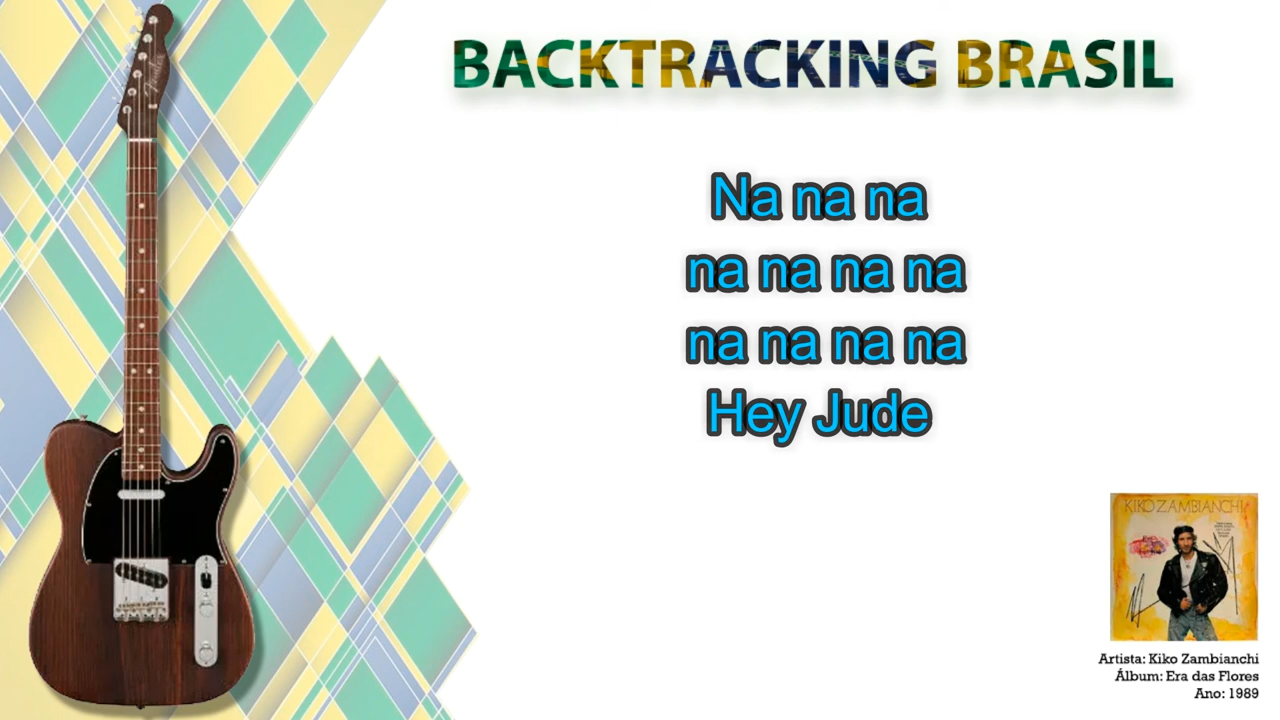 BACKTRACKING BRASIL
Na na na
na na na na
na na na na
Hey Jude
KIKO ZAMBIANCHI
Artista: Kiko Zambianchi
Álbum: Era das Flores
Ano: 1989